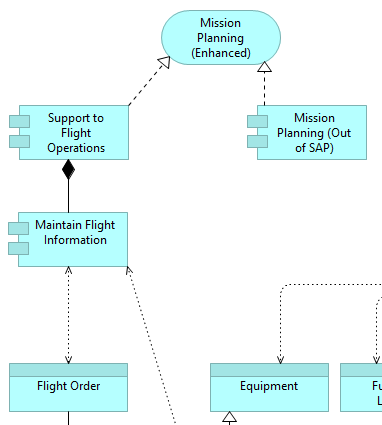 Mission
Planning
(Enhanced)
Support to
Flight
Operations
Mission
Planning (Out
of SAP)
Maintain Flight
Information
Flight Order
Equipment